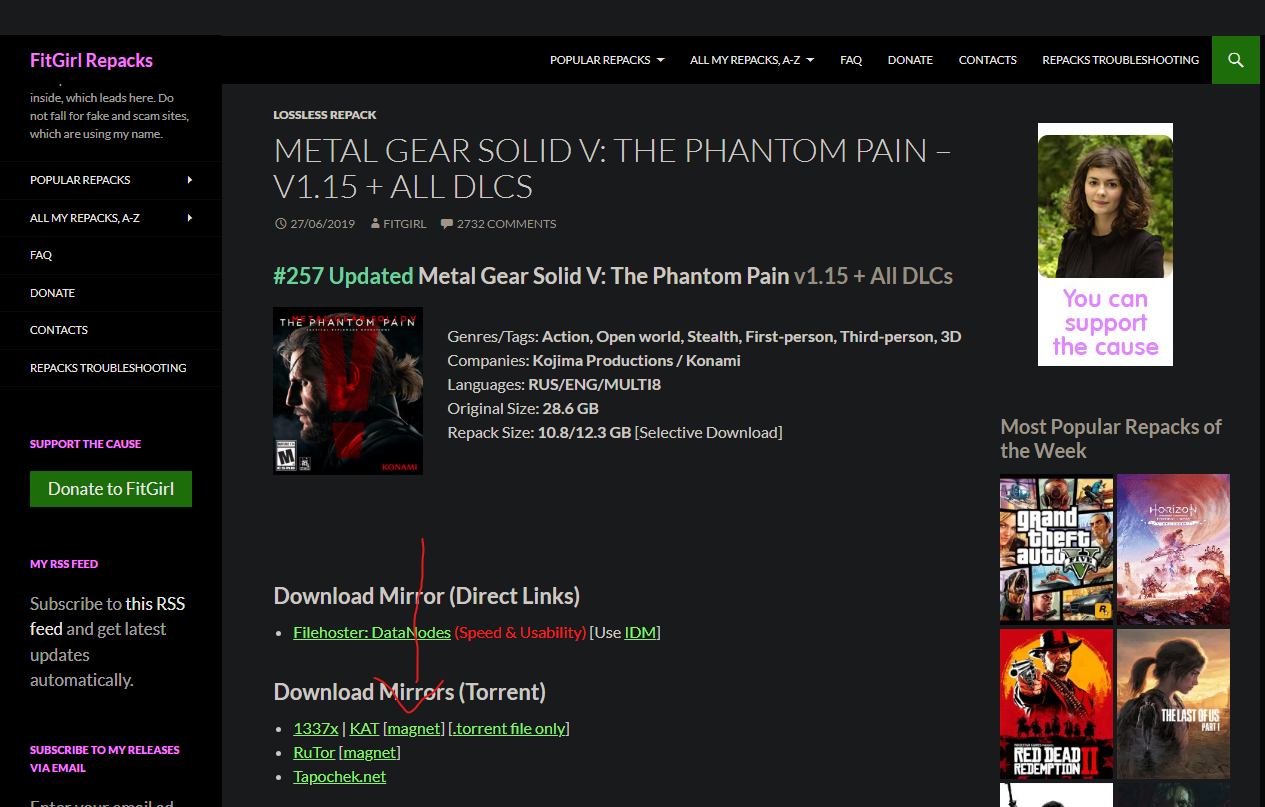 FitGirl Repacks
POPULAR REPACKS
ALL MY REPACKS, A-Z
FAQ
DONATE
CONTACTS
REPACKS TROUBLESHOOTING
inside, which leads here. Do
not fall for fake and scam sites,
which are using my name.
POPULAR REPACKS
ALL MY REPACKS, A-Z
FAQ
DONATE
CONTACTS
REPACKS TROUBLESHOOTING
SUPPORT THE CAUSE
Donate to FitGirl
MY RSS FEED
Subscribe to this RSS
feed and get latest
updates
automatically.
SUBSCRIBE TO MY RELEASES
VIA EMAIL
Enter your email ad
LOSSLESS REPACK
METAL GEAR SOLID V: THE PHANTOM PAIN –
V1.15 + ALL DLCS
27/06/2019 FITGIRL 2732 COMMENTS
#257 Updated Metal Gear Solid V: The Phantom Pain v1.15 + All DLCs
METAL GEAR SOLID V
THE PHANTOM PAIN
V
M
KONAMI
Genres/Tags: Action, Open world, Stealth, First-person, Third-person, 3D
Companies: Kojima Productions / Konami
Languages: RUS/ENG/MULTI8
Original Size: 28.6 GB
Repack Size: 10.8/12.3 GB [Selective Download]
Download Mirror (Direct Links)
Filehoster: DataNodes (Speed & Usability) [Use IDM]
Download Mirrors (Torrent)
1337x | KAT [magnet] [.torrent file only]
RuTor [magnet]
Tapochek.net
You can
support
the cause
Most Popular Repacks of
the Week
grand
theft
auto
V
FIVE
R
HORIZON
RED DEAD
REDEMPTION II
THE LAST OF US
PART I